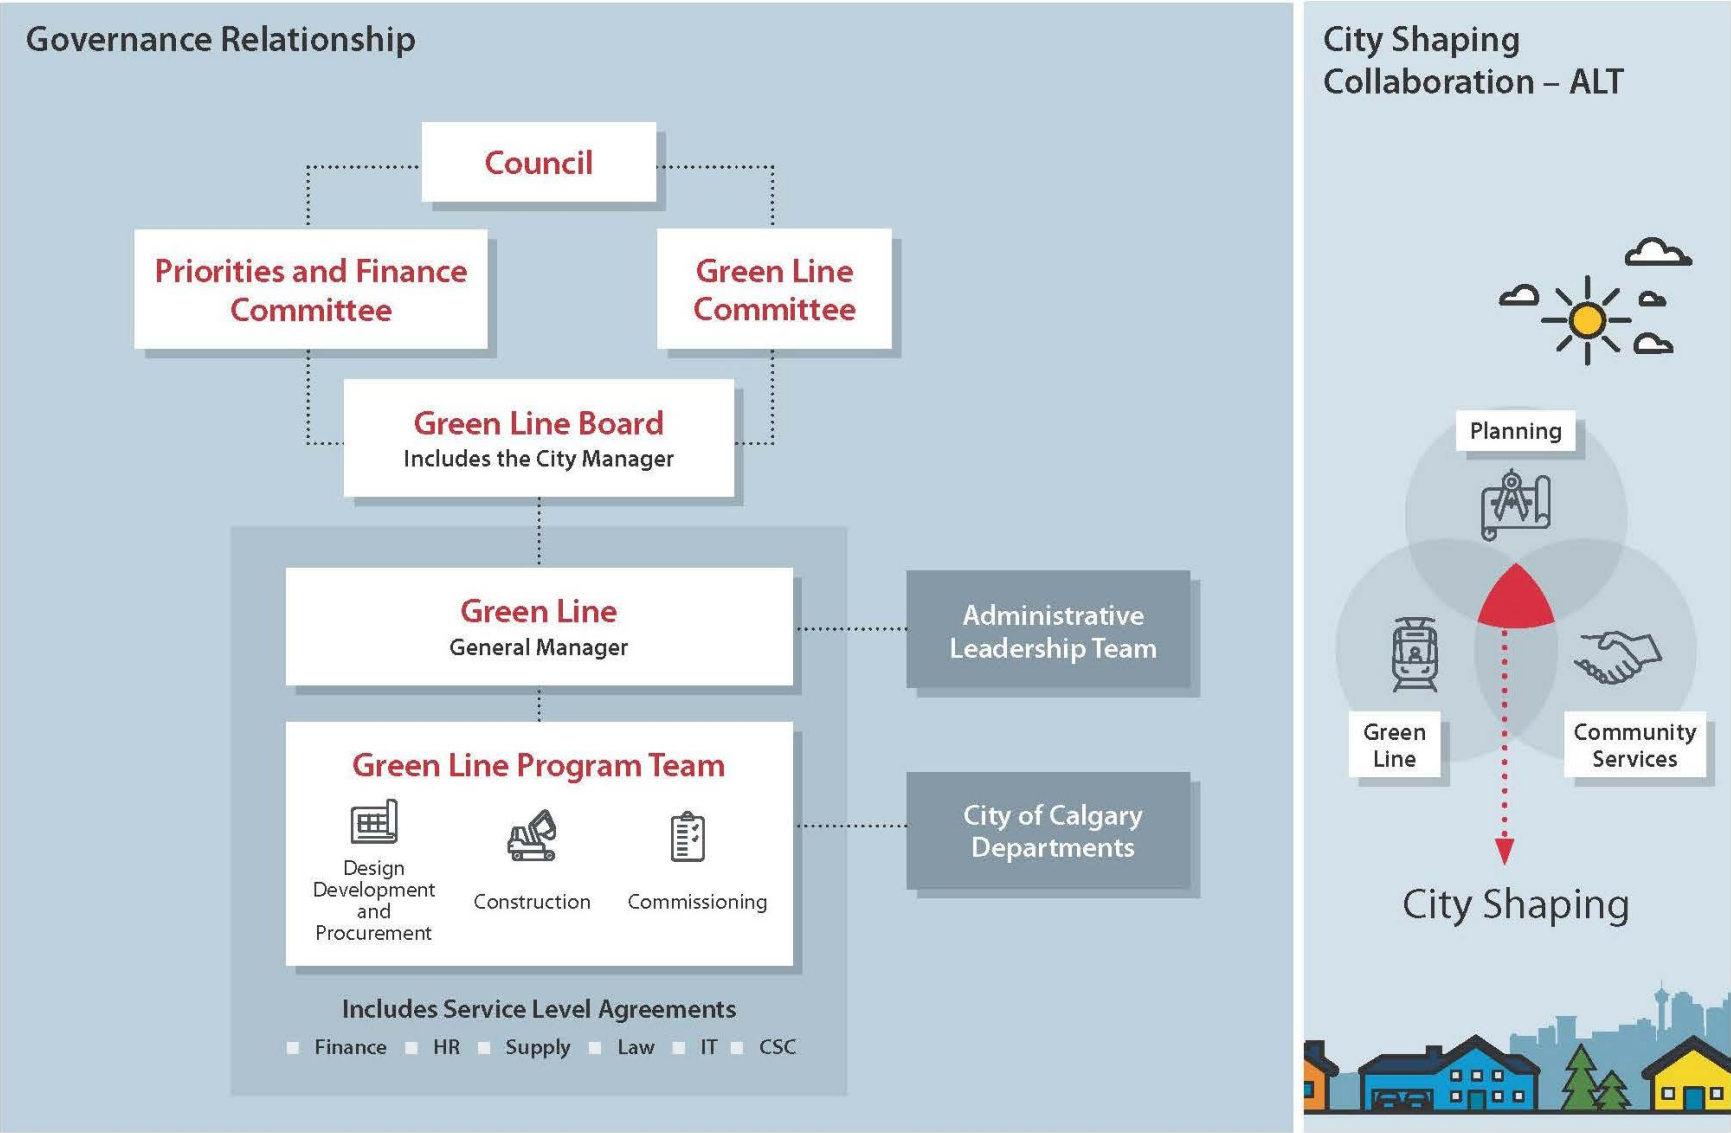 Governance Relationship
Council
Priorities and Finance
Committee
Green Line
Committee
Green Line Board
Includes the City Manager
Green Line
General Manager
Administrative
Leadership Team
Green Line Program Team
Design
Development
and
Procurement
Construction
Commissioning
City of Calgary
Departments
Includes Service Level Agreements
Finance HR Supply Law IT CSC
City Shaping
Collaboration – ALT
Planning
Green
Line
Community
Services
City Shaping